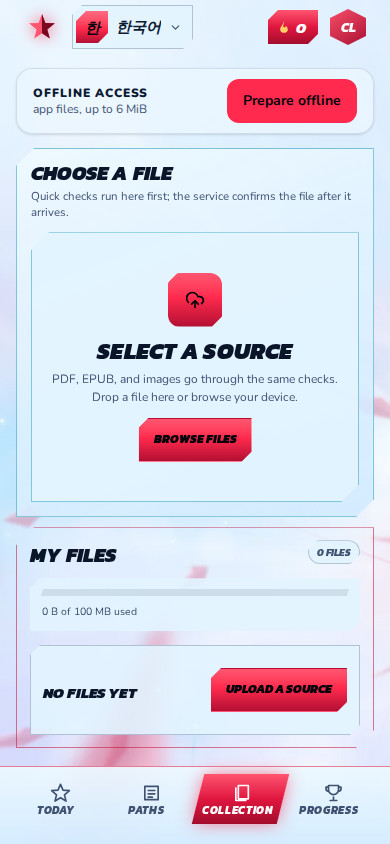 한 한국어
0
CL
OFFLINE ACCESS
app files, up to 6 MiB
Prepare offline
CHOOSE A FILE
Quick checks run here first; the service confirms the file after it
arrives.
SELECT A SOURCE
PDF, EPUB, and images go through the same checks.
Drop a file here or browse your device.
BROWSE FILES
MY FILES
0 FILES
0 B of 100 MB used
NO FILES YET
UPLOAD A SOURCE
TODAY
PATHS
COLLECTION
PROGRESS